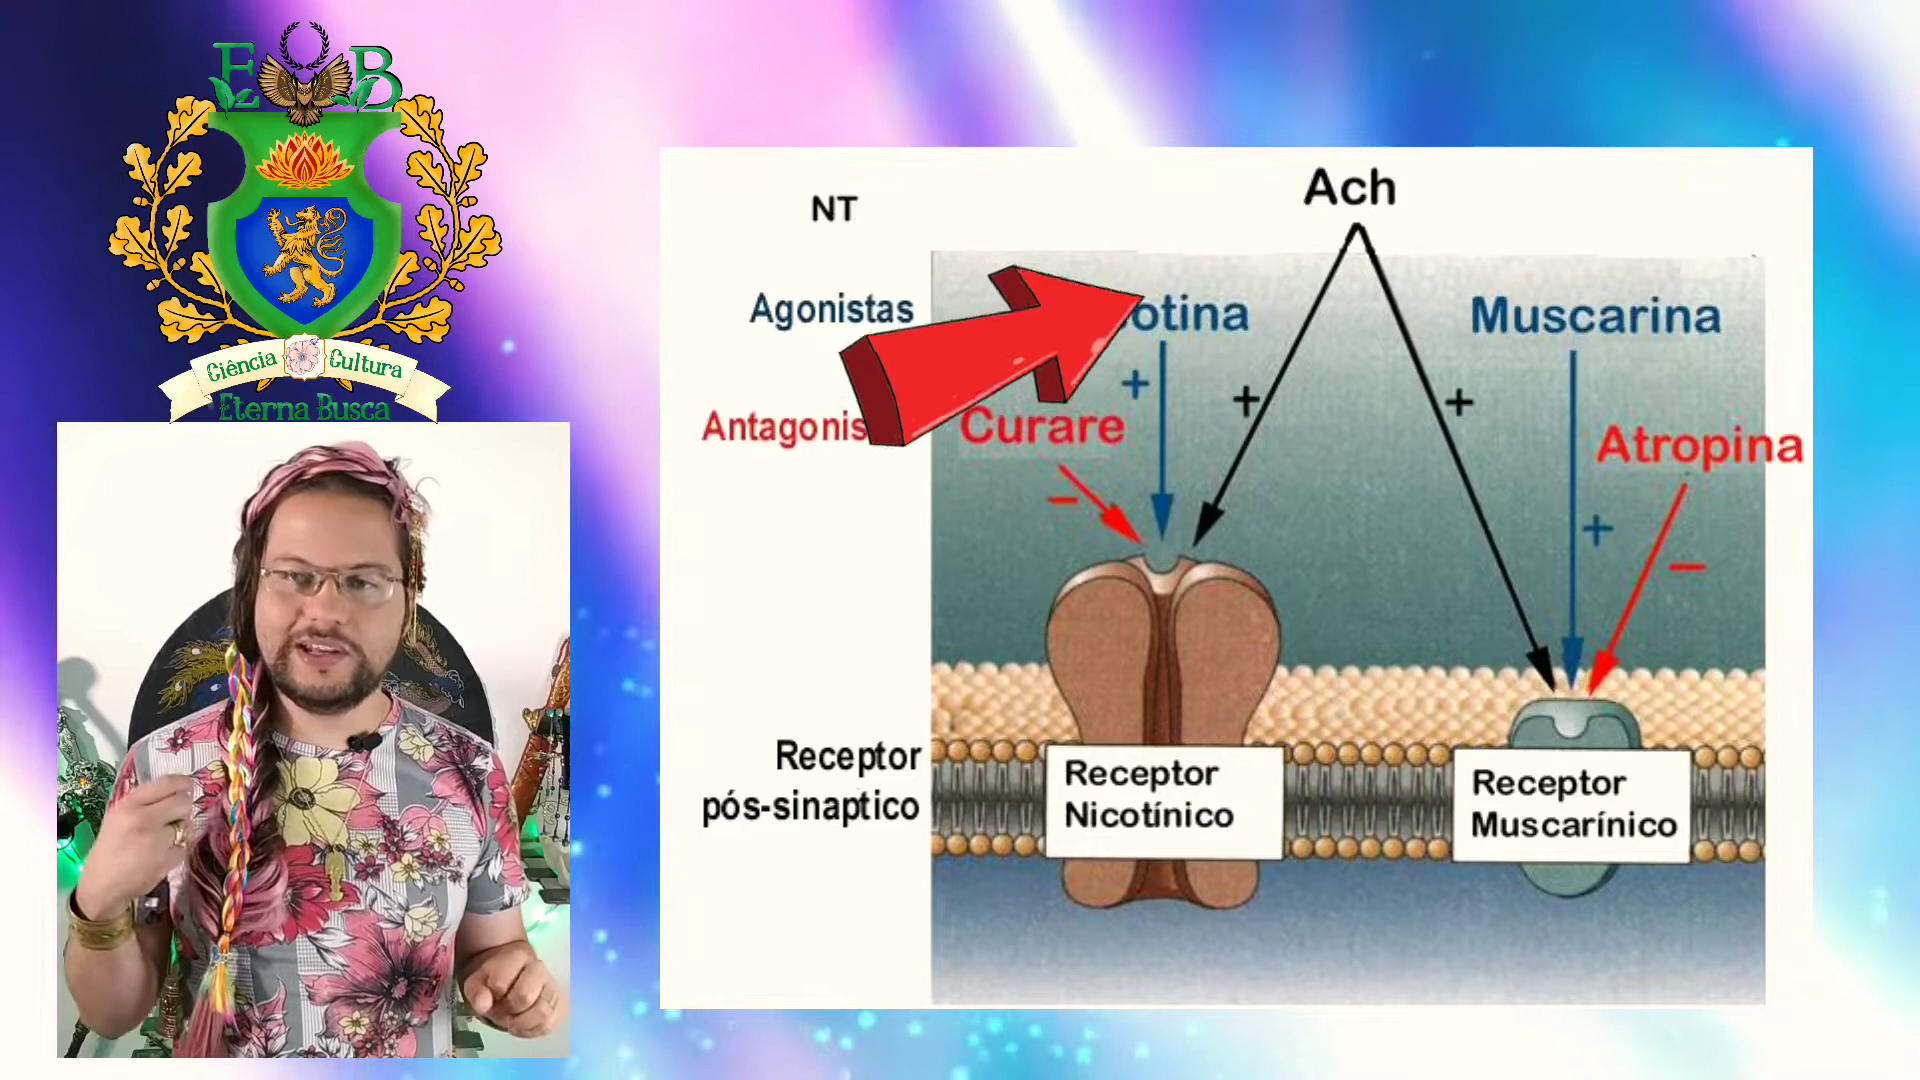 E B
Ciência Cultura
Eterna Busca
NT
Ach
Agonistas
otina
Muscarina
+
+
+
Antagonis
Curare
Atropina
+
−
−
Receptor
pós-sinaptico
Receptor
Nicotínico
Receptor
Muscarínico